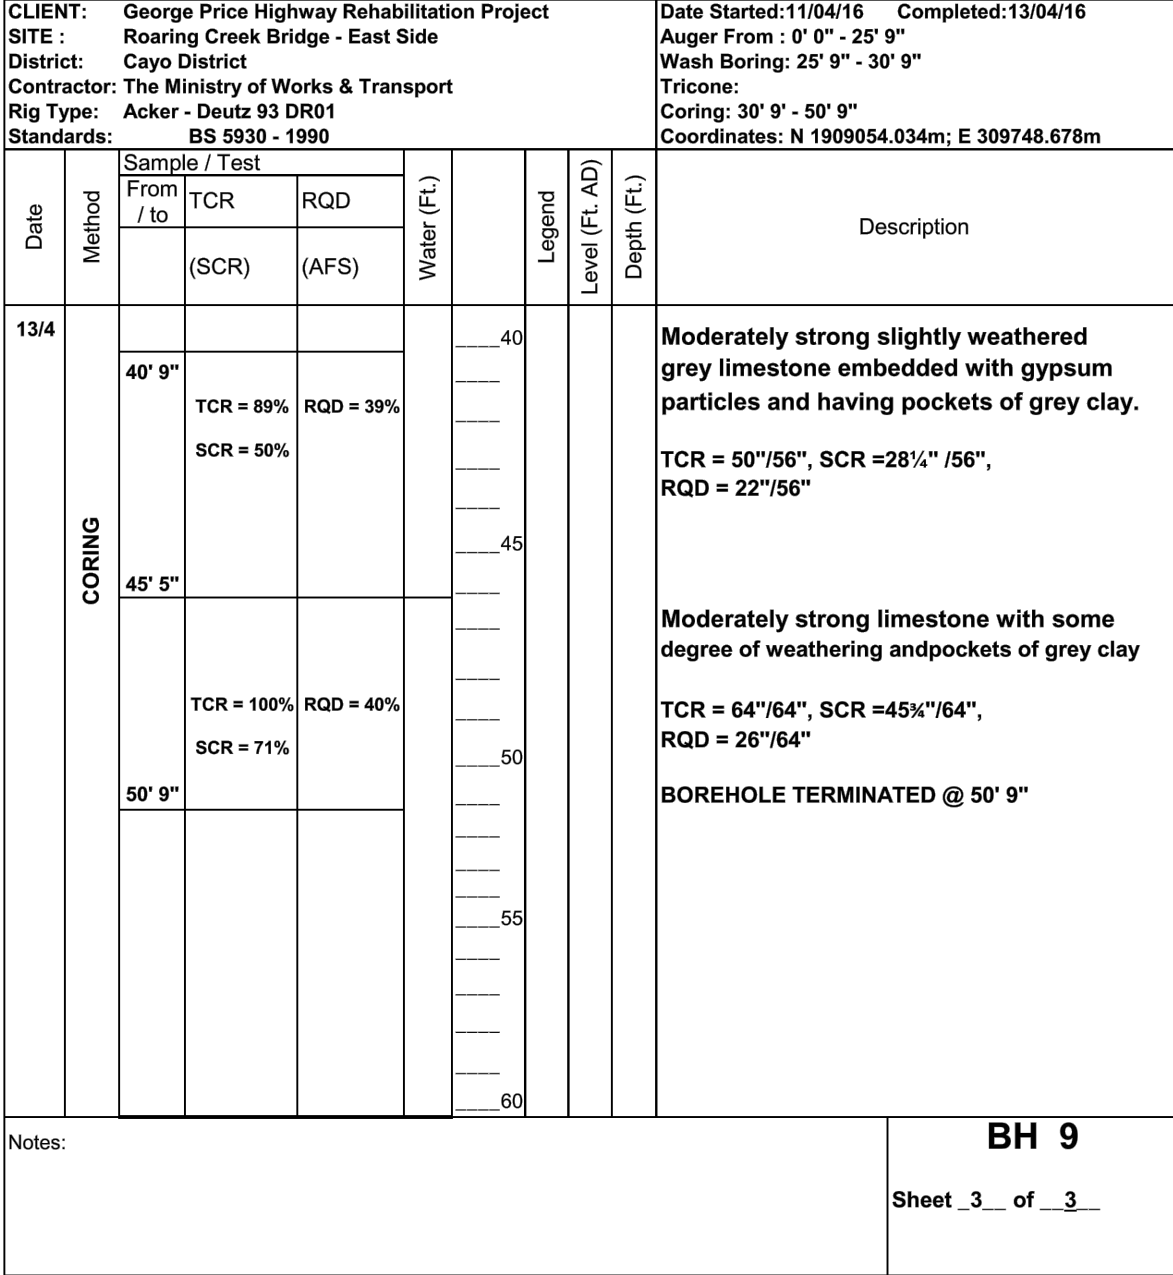 CLIENT: George Price Highway Rehabilitation Project
SITE : Roaring Creek Bridge - East Side
District: Cayo District
Contractor: The Ministry of Works & Transport
Rig Type: Acker - Deutz 93 DR01
Standards: BS 5930 - 1990
Date Started:11/04/16 Completed:13/04/16
Auger From : 0' 0" - 25' 9"
Wash Boring: 25' 9" - 30' 9"
Tricone:
Coring: 30' 9' - 50' 9"
Coordinates: N 1909054.034m; E 309748.678m
Date
Method
Sample / Test
From
/ to
TCR
RQD
(SCR)
(AFS)
Water (Ft.)
Legend
Level (Ft. AD)
Depth (Ft.)
Description
13/4
CORING
40' 9"
TCR = 89% RQD = 39%
SCR = 50%
45' 5"
TCR = 100% RQD = 40%
SCR = 71%
50' 9"
____40
____45
____50
____55
____60
Moderately strong slightly weathered
grey limestone embedded with gypsum
particles and having pockets of grey clay.
TCR = 50"/56", SCR =28¼" /56",
RQD = 22"/56"
Moderately strong limestone with some
degree of weathering andpockets of grey clay
TCR = 64"/64", SCR =45¾"/64",
RQD = 26"/64"
BOREHOLE TERMINATED @ 50' 9"
Notes:
BH 9
Sheet _3__ of __3__